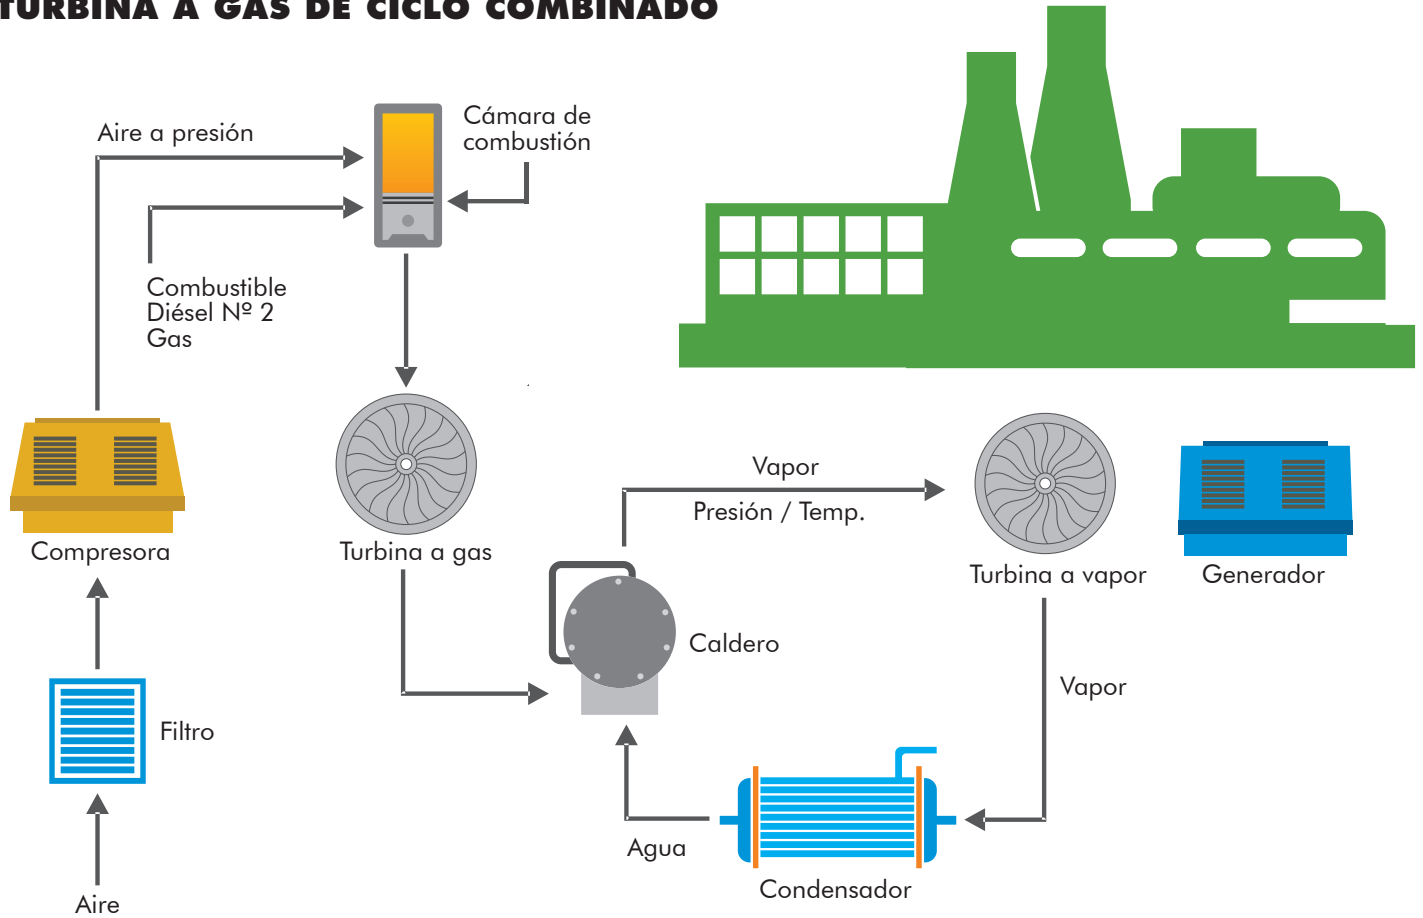 TURBINA A GAS DE CICLO COMBINADO
Aire a presión
Cámara de
combustión
Combustible
Diésel Nº 2
Gas
Compresora
Turbina a gas
Vapor
Presión / Temp.
Turbina a vapor
Generador
Caldero
Vapor
Filtro
Agua
Condensador
Aire